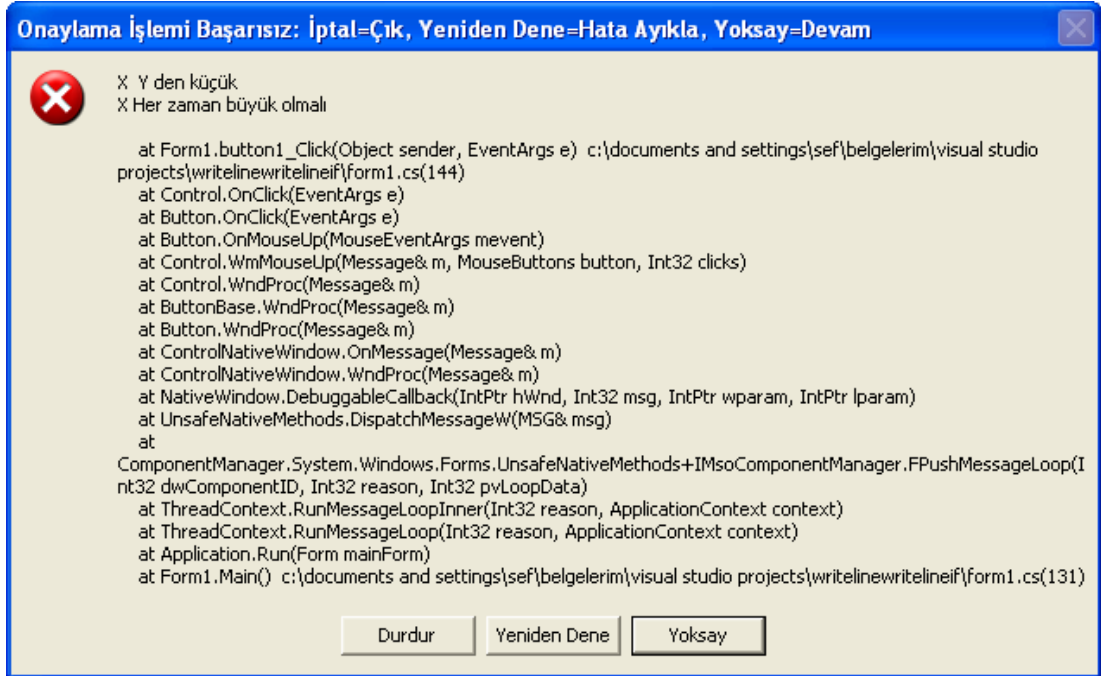 Onaylama İşlemi Başarısız: İptal=Çık, Yeniden Dene=Hata Ayıkla, Yoksay=Devam
X Y den küçük
X Her zaman büyük olmalı
at Form1.button1_Click(Object sender, EventArgs e) c:\documents and settings\sef\belgelerim\visual studio
projects\writelinewritelineif\form1.cs(144)
at Control.OnClick(EventArgs e)
at Button.OnClick(EventArgs e)
at Button.OnMouseUp(MouseEventArgs mevent)
at Control.WmMouseUp(Message& m, MouseButtons button, Int32 clicks)
at Control.WndProc(Message& m)
at ButtonBase.WndProc(Message& m)
at Button.WndProc(Message& m)
at ControlNativeWindow.OnMessage(Message& m)
at ControlNativeWindow.WndProc(Message& m)
at NativeWindow.DebuggableCallback(IntPtr hWnd, Int32 msg, IntPtr wparam, IntPtr lparam)
at UnsafeNativeMethods.DispatchMessageW(MSG& msg)
at
ComponentManager.System.Windows.Forms.UnsafeNativeMethods+IMsoComponentManager.FPushMessageLoop(I
nt32 dwComponentID, Int32 reason, Int32 pvLoopData)
at ThreadContext.RunMessageLoopInner(Int32 reason, ApplicationContext context)
at ThreadContext.RunMessageLoop(Int32 reason, ApplicationContext context)
at Application.Run(Form mainForm)
at Form1.Main() c:\documents and settings\sef\belgelerim\visual studio projects\writelinewritelineif\form1.cs(131)
Durdur Yeniden Dene Yoksay